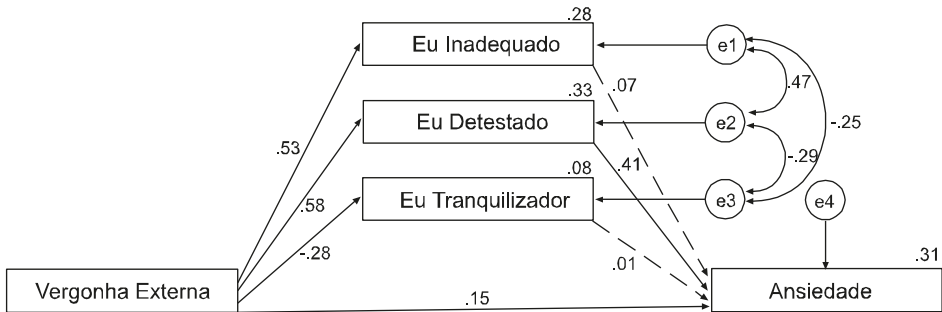 .28
Eu Inadequado
e1
.07
.47
.33
Eu Detestado
e2
-.25
.53
.41
-.29
.08
.58
Eu Tranquilizador
e3
e4
-.28
.01
.31
Vergonha Externa
.15
Ansiedade